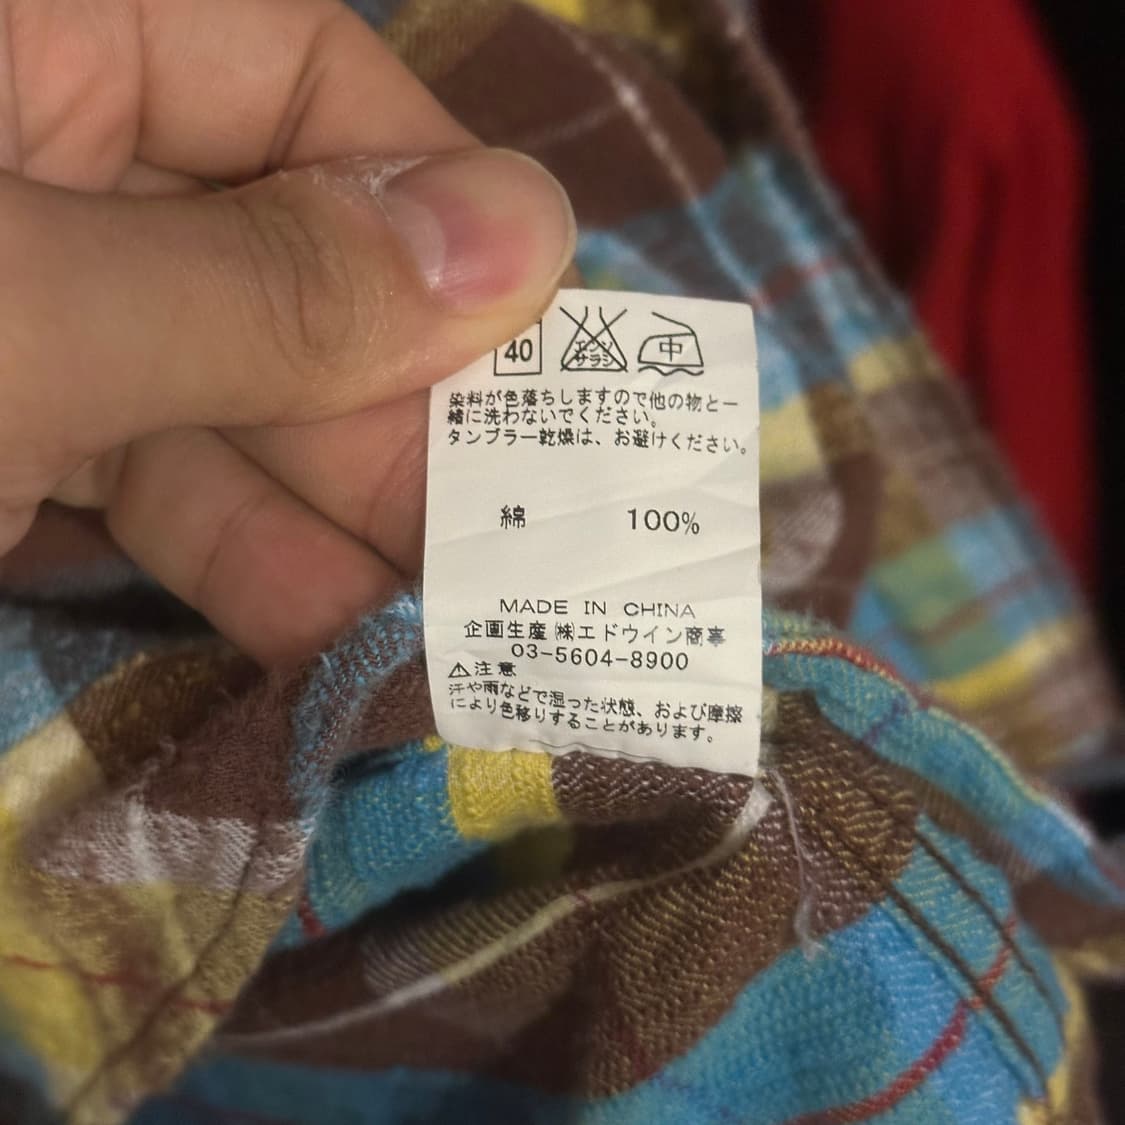 40 エンソサラシ 中
染料が色落ちしますので他の物と一
緒に洗わないでください。
タンブラー乾燥は、お避けください。
綿 100%
MADE IN CHINA
企画生産㈱エドウイン商事
03-5604-8900
⚠注意
汗や雨などで湿った状態、および摩擦
により色移りすることがあります。